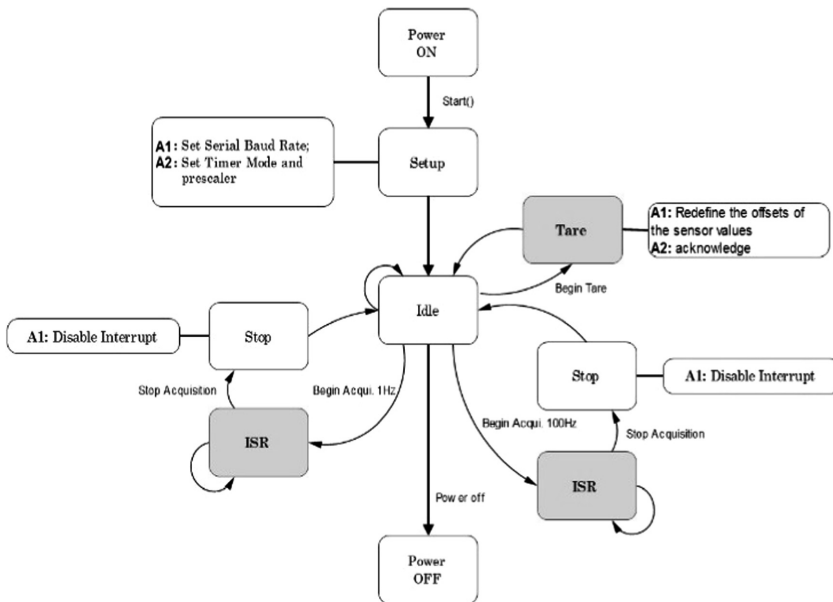 Power
ON
Start()
A1: Set Serial Baud Rate;
A2: Set Timer Mode and
prescaler
Setup
Tare
A1: Redefine the offsets of
the sensor values
A2: acknowledge
Begin Tare
Idle
A1: Disable Interrupt
Stop
Stop Acquisition
Begin Acqui. 1Hz
ISR
Stop
A1: Disable Interrupt
Begin Acqui. 100Hz
Stop Acquisition
ISR
Power off
Power
OFF